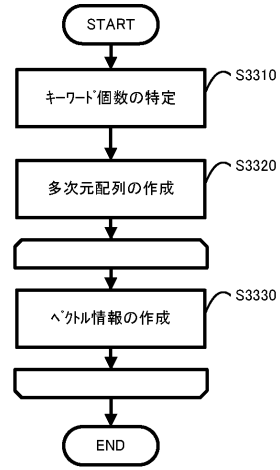 START
S3310
ｷｰﾜｰﾄﾞ個数の特定
S3320
多次元配列の作成
S3330
ﾍﾞｸﾄﾙ情報の作成
END